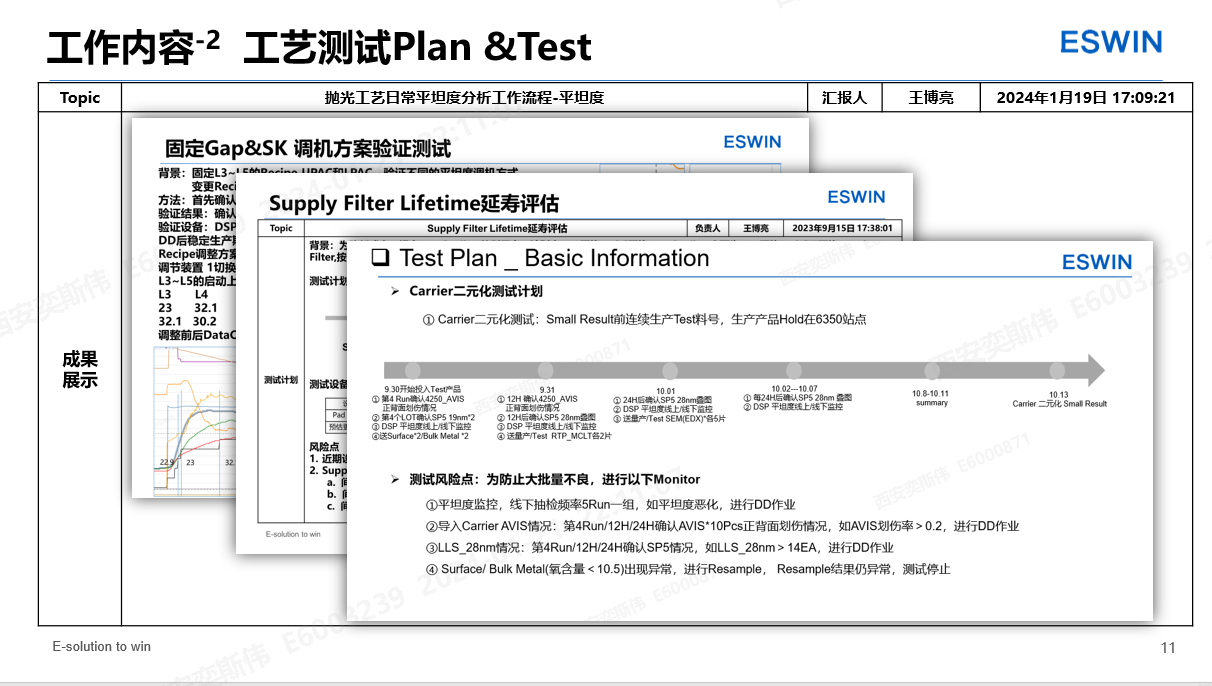 工作内容-2 工艺测试Plan &Test
ESWIN
Topic
抛光工艺日常平坦度分析工作流程-平坦度
汇报人
王博亮
2024年1月19日 17:09:21
成果
展示
固定Gap&SK 调机方案验证测试
ESWIN
背景：固定L3~L5的Recipe UPAC和LPAC，验证不同的平坦度调机方式
变更Reci
方法：首先确认
验证结果：确认
验证设备：DSP
DD后稳定生产
Recipe调整方案
调节装置 1切换
L3~L5的启动上
L3 L4
23 32.1
32.1 30.2
调整前后DataC
22.9 23 32.
Supply Filter Lifetime延寿评估
ESWIN
Topic
Supply Filter Lifetime延寿评估
负责人
王博亮
2023年9月15日 17:38:01
背景：为
Filter,按
测试计划
测试计划
S
测试设备
Pad
预估
风险点
1. 近期
2. Supp
a. 
b. 
c. 
E-solution to win
❑ Test Plan _ Basic Information
ESWIN
➢ Carrier二元化测试计划
① Carrier二元化测试：Small Result前连续生产Test料号，生产产品Hold在6350站点
9.30开始投入Test产品
① 第4 Run确认4250_AVIS
正背面划伤情况
② 第4个LOT确认SP5 19nm*2
③ DSP 平坦度线上/线下监控
④送Surface*2/Bulk Metal *2
9.31
① 12H 确认4250_AVIS
正背面划伤情况
② 12H后确认SP5 28nm叠图
③ DSP 平坦度线上/线下监控
④ 送量产/Test RTP_MCLT各2片
10.01
① 24H后确认SP5 28nm叠图
② DSP 平坦度线上/线下监控
③ 送量产/Test SEM(EDX)*各5片
10.02---10.07
① 每24H后确认SP5 28nm 叠图
② DSP 平坦度线上/线下监控
10.8-10.11
summary
10.13
Carrier 二元化 Small Result
➢ 测试风险点：为防止大批量不良，进行以下Monitor
①平坦度监控，线下抽检频率5Run一组，如平坦度恶化，进行DD作业
②导入Carrier AVIS情况：第4Run/12H/24H确认AVIS*10Pcs正背面划伤情况，如AVIS划伤率＞0.2，进行DD作业
③LLS_28nm情况：第4Run/12H/24H确认SP5情况，如LLS_28nm＞14EA，进行DD作业
④ Surface/ Bulk Metal(氧含量＜10.5)出现异常，进行Resample， Resample结果仍异常，测试停止
E-solution to win
11